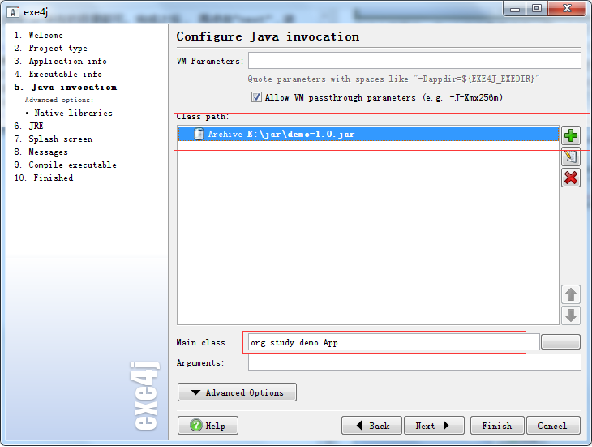 exe4j
1. Welcome
2. Project type
3. Application info
4. Executable info
5. Java invocation
Advanced options
• Native libraries
6. JRE
7. Splash screen
8. Messages
9. Compile executable
10. Finished
exe4j
Configure Java invocation
VM Parameters
Quote parameters with spaces like "-Dappdir=${EXE4J_EXEDIR}"
Allow VM passthrough parameters (e.g. -J-Xmx256m)
Class path:
Archive E:\jar\demo-1.0.jar
Main class
org study demo App
Arguments:
Advanced Options
Help
Back
Next
Finish
Cancel